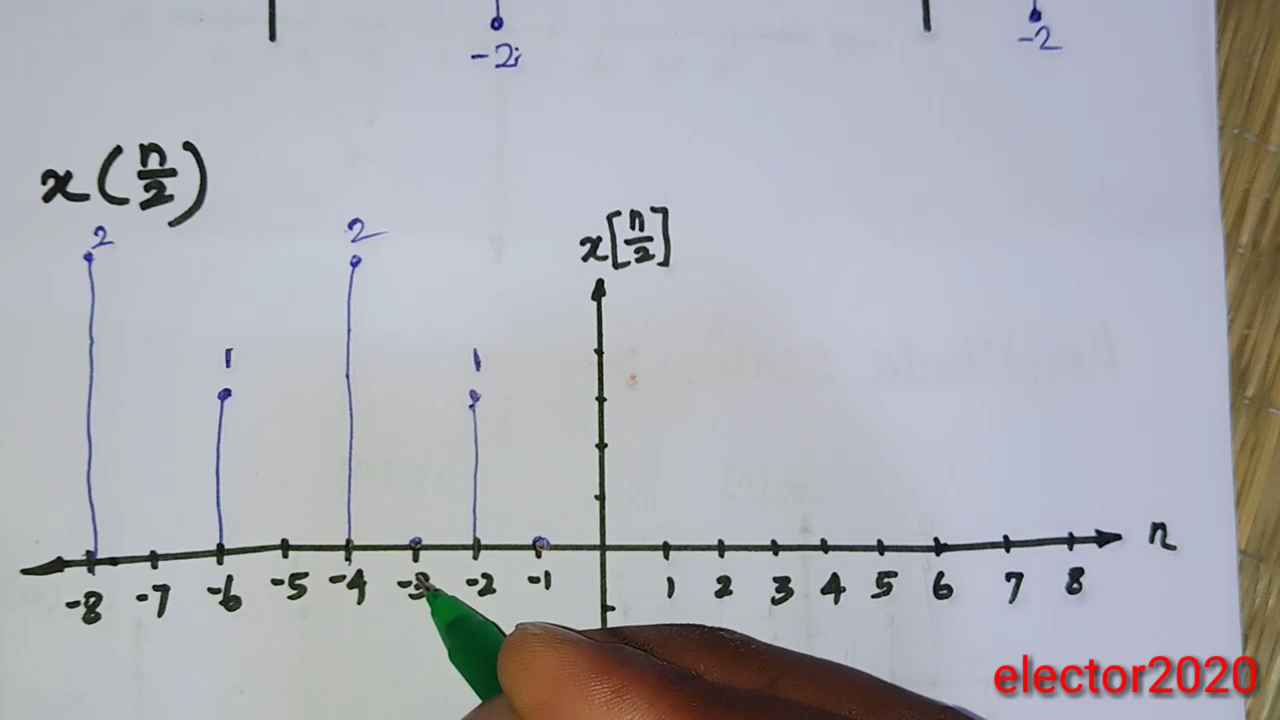 -2 -2
x(n/2)
2 2 x[n/2]
1 1
n
-8 -7 -6 -5 -4 -3 -2 -1 1 2 3 4 5 6 7 8
elector2020